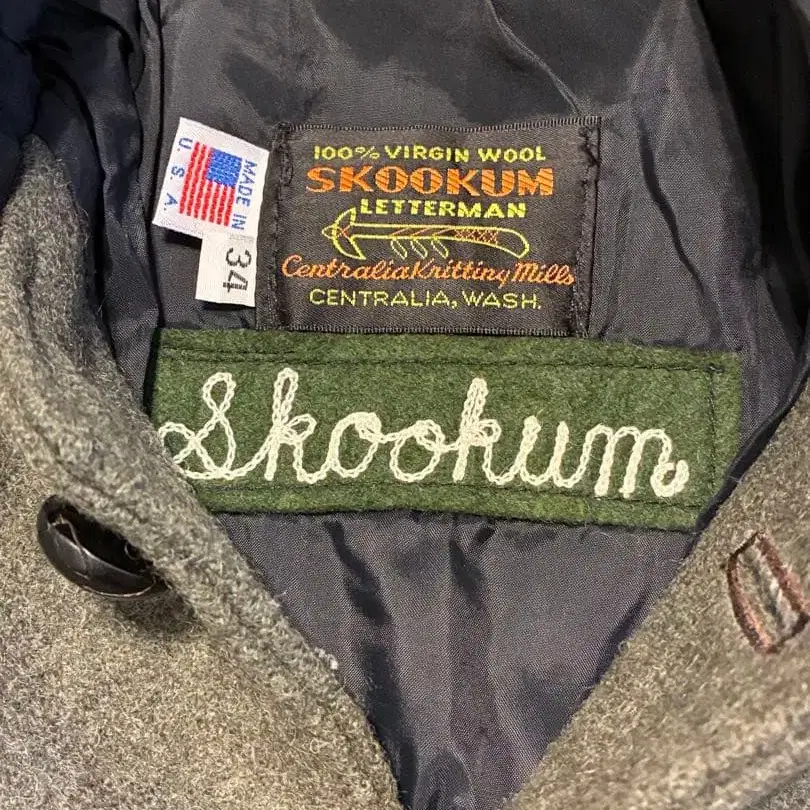 MADE IN
U. S. A.
34
100% VIRGIN WOOL
SKOOKUM
LETTERMAN
Centralia Knitting Mills
CENTRALIA, WASH.
Skookum